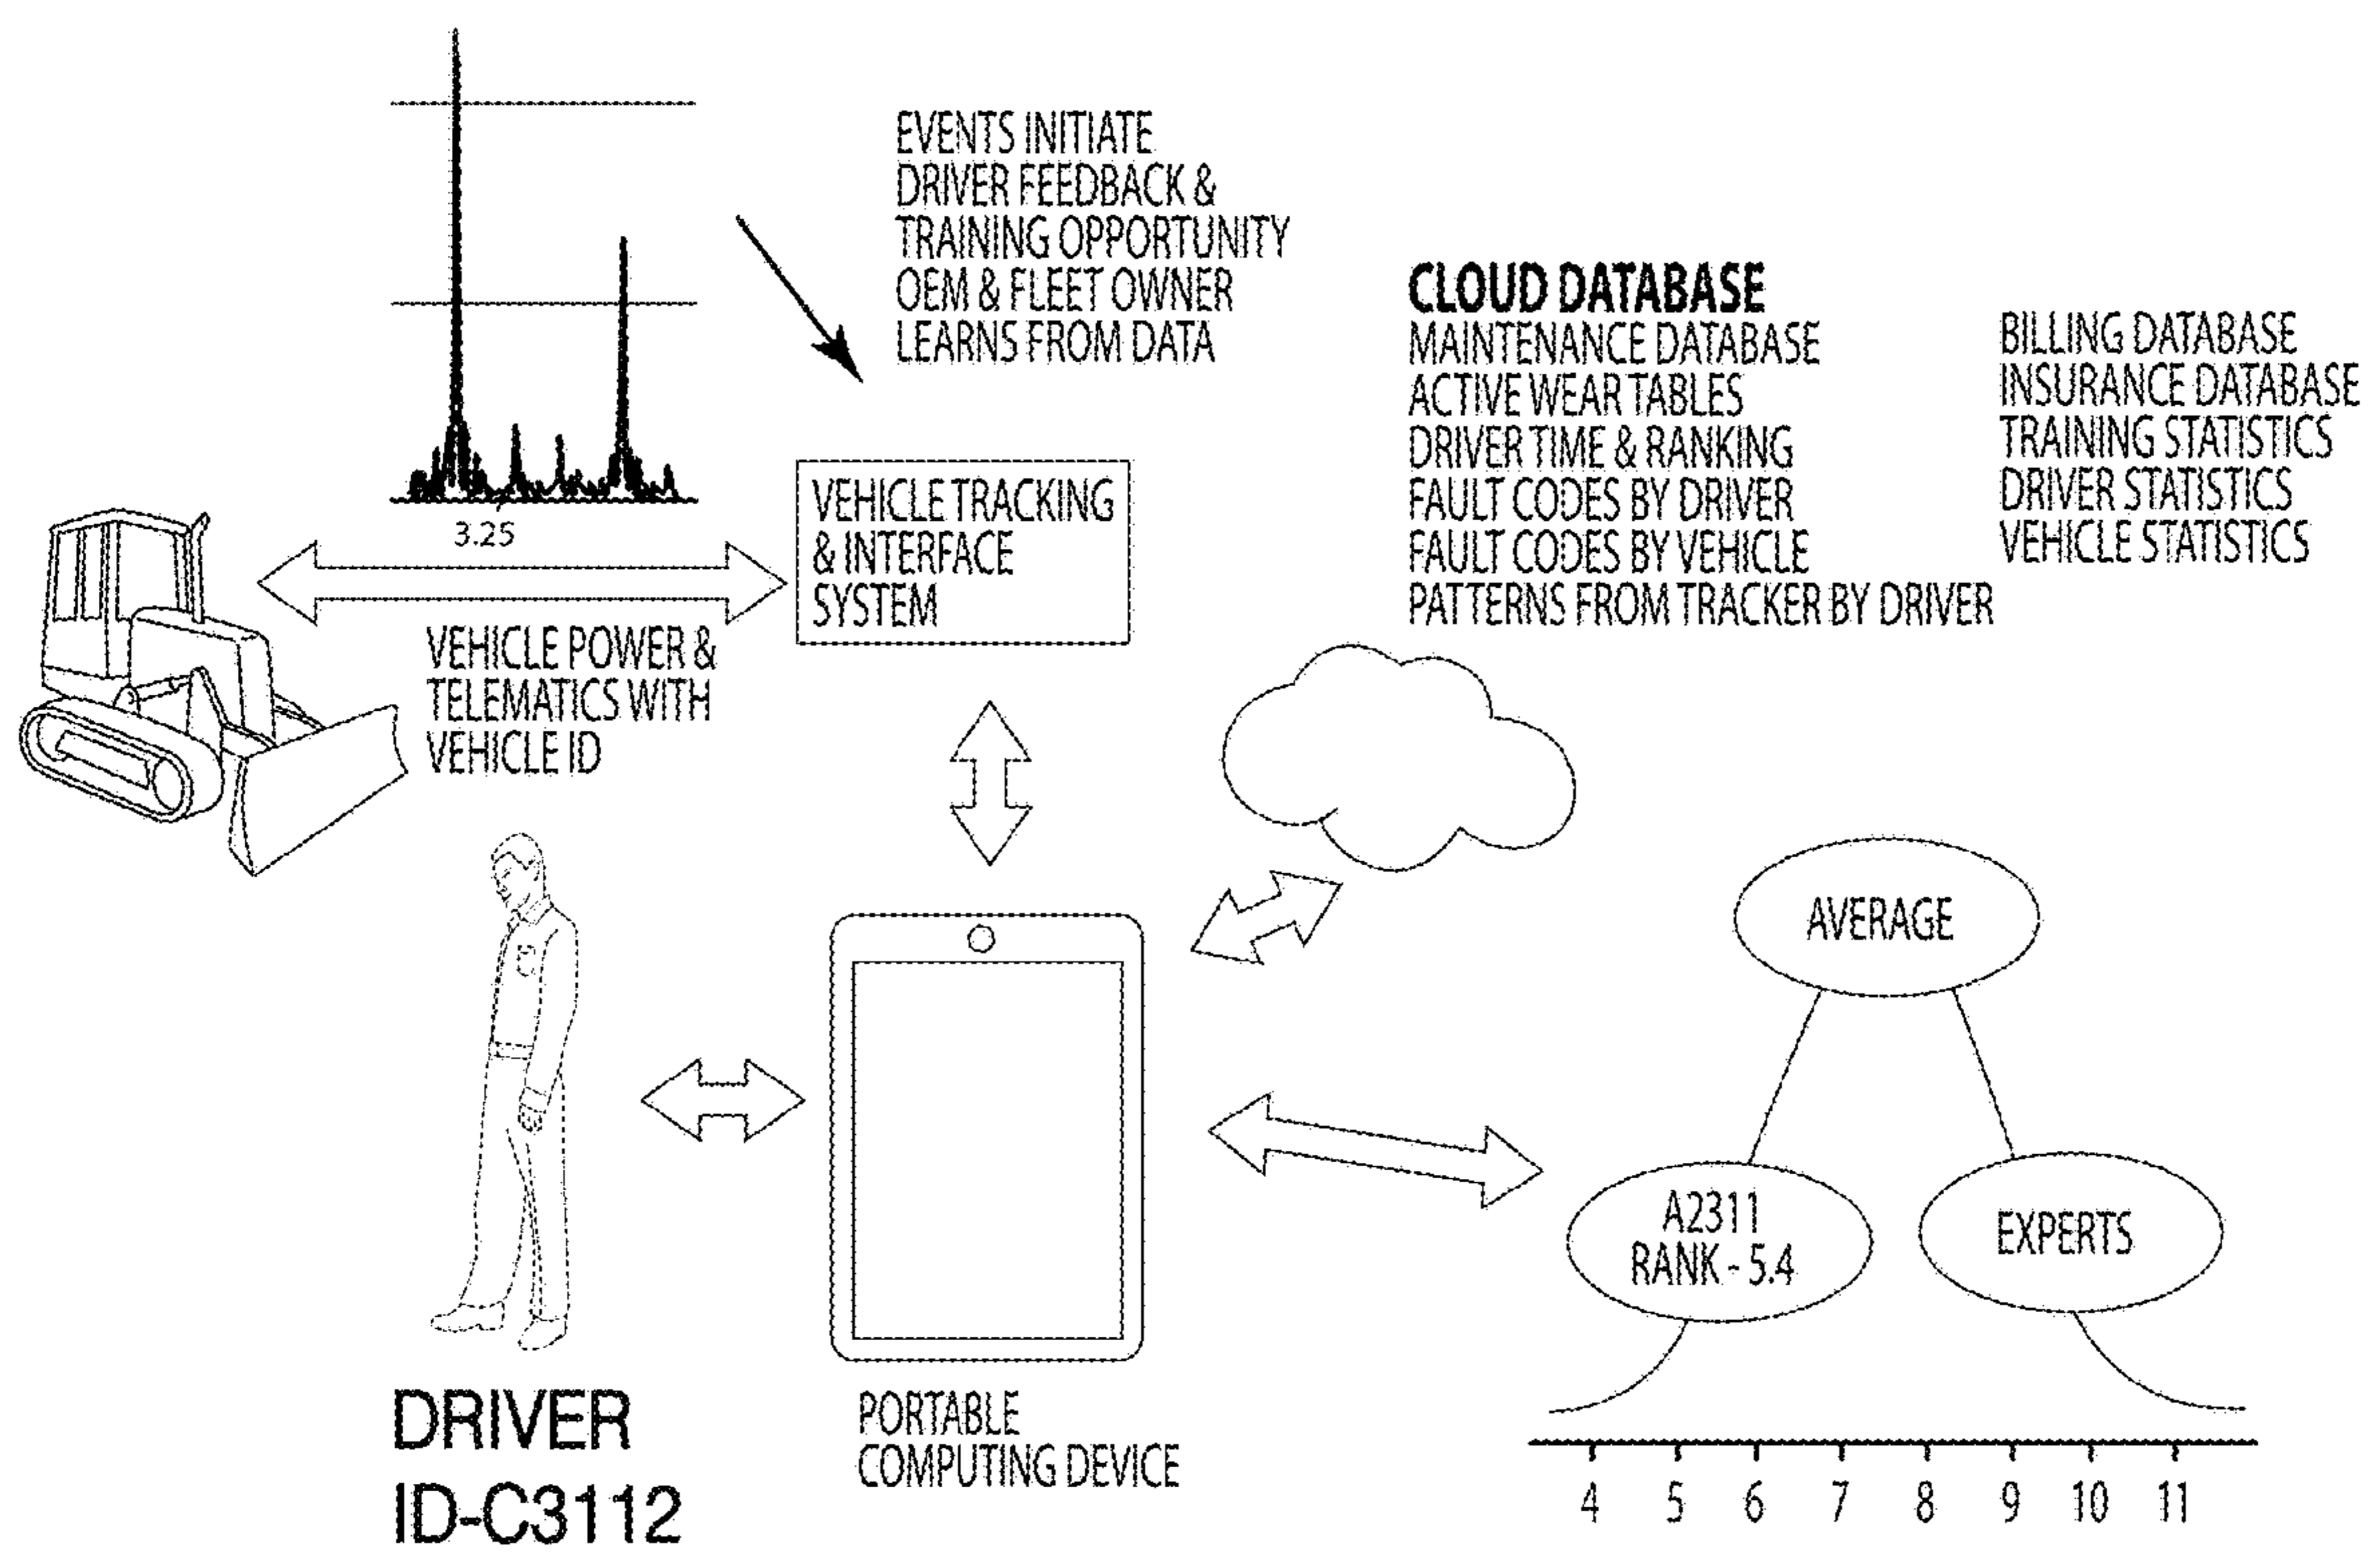 EVENTS INITIATE
DRIVER FEEDBACK &
TRAINING OPPORTUNITY
OEM & FLEET OWNER
LEARNS FROM DATA
CLOUD DATABASE
MAINTENANCE DATABASE
ACTIVE WEAR TABLES
DRIVER TIME & RANKING
FAULT CODES BY DRIVER
FAULT CODES BY VEHICLE
PATTERNS FROM TRACKER BY DRIVER
BILLING DATABASE
INSURANCE DATABASE
TRAINING STATISTICS
DRIVER STATISTICS
VEHICLE STATISTICS
3.25
VEHICLE TRACKING
& INTERFACE
SYSTEM
VEHICLE POWER &
TELEMATICS WITH
VEHICLE ID
AVERAGE
A2311
RANK - 5.4
EXPERTS
DRIVER
ID-C3112
PORTABLE
COMPUTING DEVICE
4 5 6 7 8 9 10 11